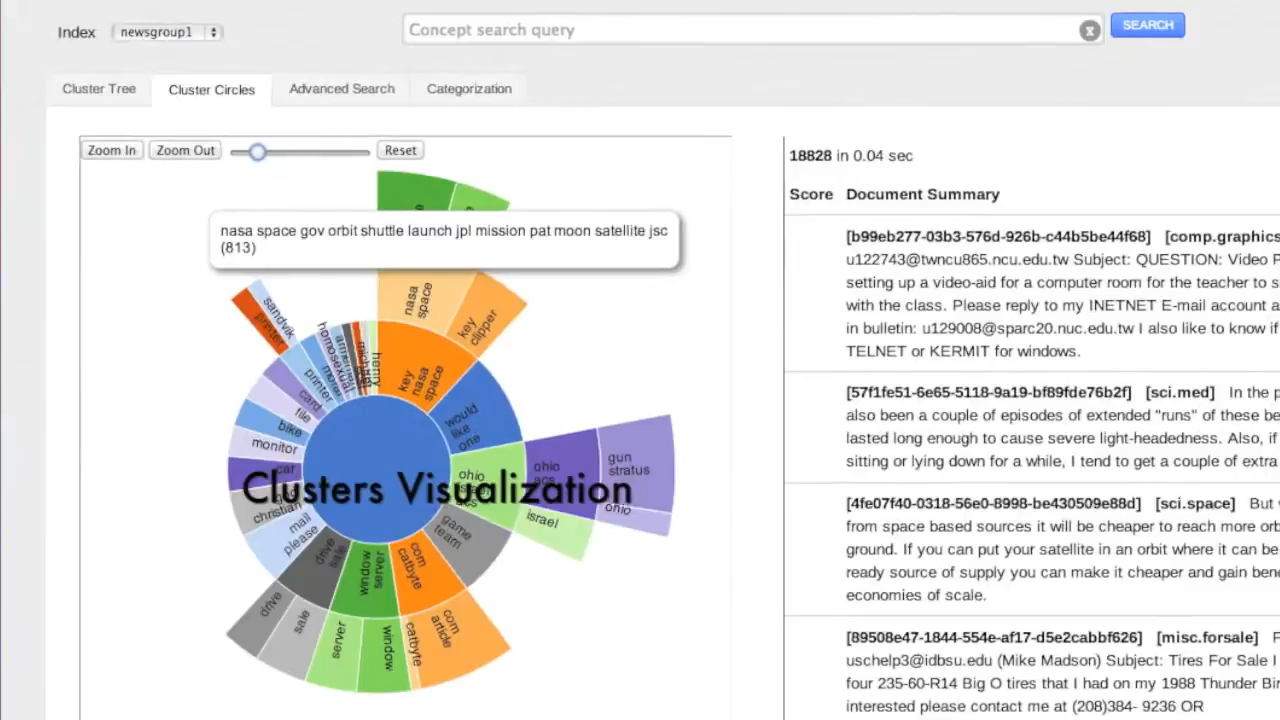 Index newsgroup1 Concept search query x SEARCH
Cluster Tree Cluster Circles Advanced Search Categorization
Zoom In Zoom Out Reset
nasa space gov orbit shuttle launch jpl mission pat moon satellite jsc
(813)
nasa
space
key
clipper
key
nasa
space
would
like
one
ohio
acs
gun
stratus
ohio
israel
ohio
game
team
com
catbyte
com
article
catbyte
window
server
window
server
drive
sale
sale
drive
mail
please
christian
car
monitor
bike
file
card
printer
printer
sandvik
homosexual
henry
Clusters Visualization
18828 in 0.04 sec
Score Document Summary
[b99eb277-03b3-576d-926b-c44b5be44f68] [comp.graphics
u122743@twncu865.ncu.edu.tw Subject: QUESTION: Video P
setting up a video-aid for a computer room for the teacher to s
with the class. Please reply to my INETNET E-mail account a
in bulletin: u129008@sparc20.nuc.edu.tw I also like to know if
TELNET or KERMIT for windows.
[57f1fe51-6e65-5118-9a19-bf89fde76b2f] [sci.med] In the p
also been a couple of episodes of extended "runs" of these be
lasted long enough to cause severe light-headedness. Also, if
sitting or lying down for a while, I tend to get a couple of extra
[4fe07f40-0318-56e0-8998-be430509e88d] [sci.space] But
from space based sources it will be cheaper to reach more orb
ground. If you can put your satellite in an orbit where it can be
ready source of supply you can make it cheaper and gain bene
economies of scale.
[89508e47-1844-554e-af17-d5e2cabbf626] [misc.forsale] F
uschelp3@idbsu.edu (Mike Madson) Subject: Tires For Sale I
four 235-60-R14 Big O tires that I had on my 1988 Thunder Bir
interested please contact me at (208)384- 9236 OR